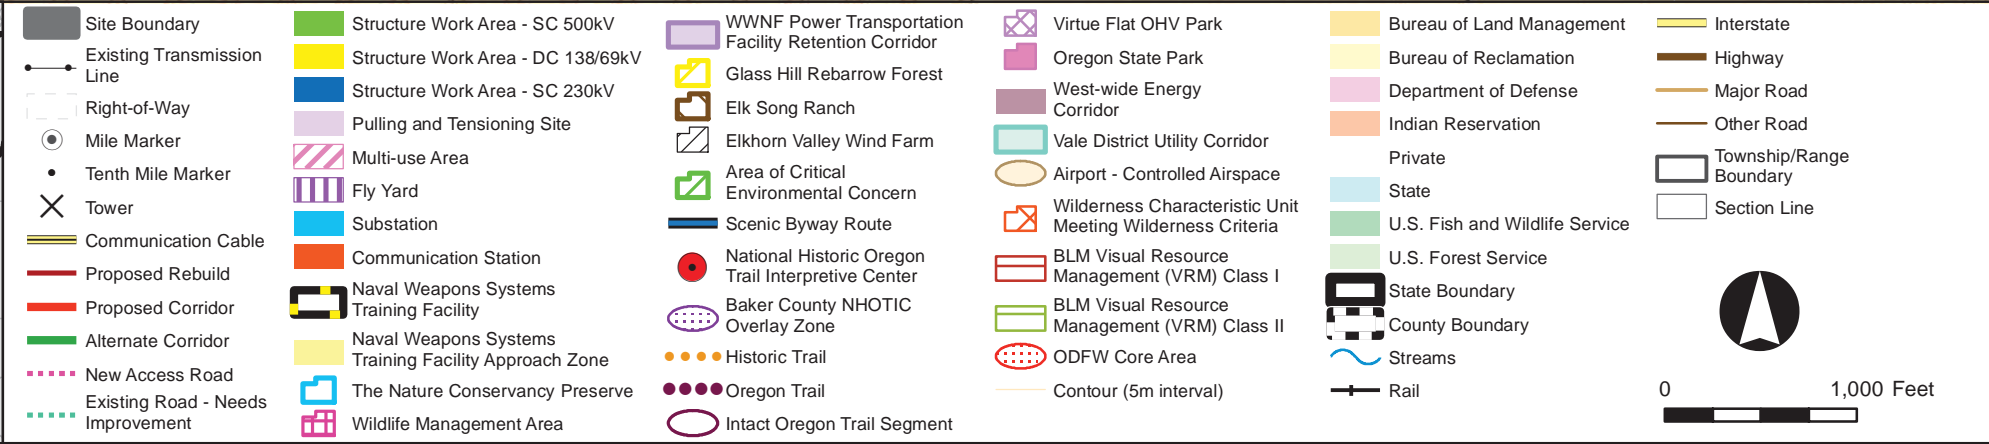 Site Boundary
Existing Transmission
Line
Right-of-Way
Mile Marker
Tenth Mile Marker
Tower
Communication Cable
Proposed Rebuild
Proposed Corridor
Alternate Corridor
New Access Road
Existing Road - Needs
Improvement
Structure Work Area - SC 500kV
Structure Work Area - DC 138/69kV
Structure Work Area - SC 230kV
Pulling and Tensioning Site
Multi-use Area
Fly Yard
Substation
Communication Station
Naval Weapons Systems
Training Facility
Naval Weapons Systems
Training Facility Approach Zone
The Nature Conservancy Preserve
Wildlife Management Area
WWNF Power Transportation
Facility Retention Corridor
Glass Hill Rebarrow Forest
Elk Song Ranch
Elkhorn Valley Wind Farm
Area of Critical
Environmental Concern
Scenic Byway Route
National Historic Oregon
Trail Interpretive Center
Baker County NHOTIC
Overlay Zone
Historic Trail
Oregon Trail
Intact Oregon Trail Segment
Virtue Flat OHV Park
Oregon State Park
West-wide Energy
Corridor
Vale District Utility Corridor
Airport - Controlled Airspace
Wilderness Characteristic Unit
Meeting Wilderness Criteria
BLM Visual Resource
Management (VRM) Class I
BLM Visual Resource
Management (VRM) Class II
ODFW Core Area
Contour (5m interval)
Bureau of Land Management
Bureau of Reclamation
Department of Defense
Indian Reservation
Private
State
U.S. Fish and Wildlife Service
U.S. Forest Service
State Boundary
County Boundary
Streams
Rail
Interstate
Highway
Major Road
Other Road
Township/Range
Boundary
Section Line
0 1,000 Feet